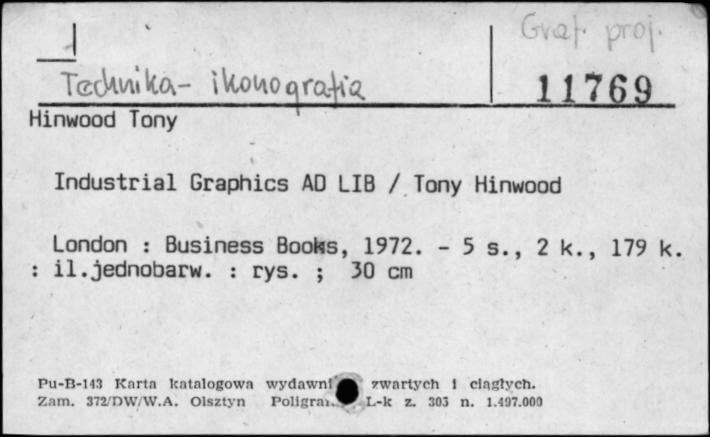 Graf. proj.
Technika - ikonografia
11769
Hinwood Tony
Industrial Graphics AD LIB / Tony Hinwood
London : Business Books, 1972. - 5 s., 2 k., 179 k.
: il.jednobarw. : rys. ; 30 cm
Pu-B-143 Karta katalogowa wydawni zwartych i ciągłych.
Zam. 372/DW/W.A. Olsztyn L-k z. 303 n. 1.497.000